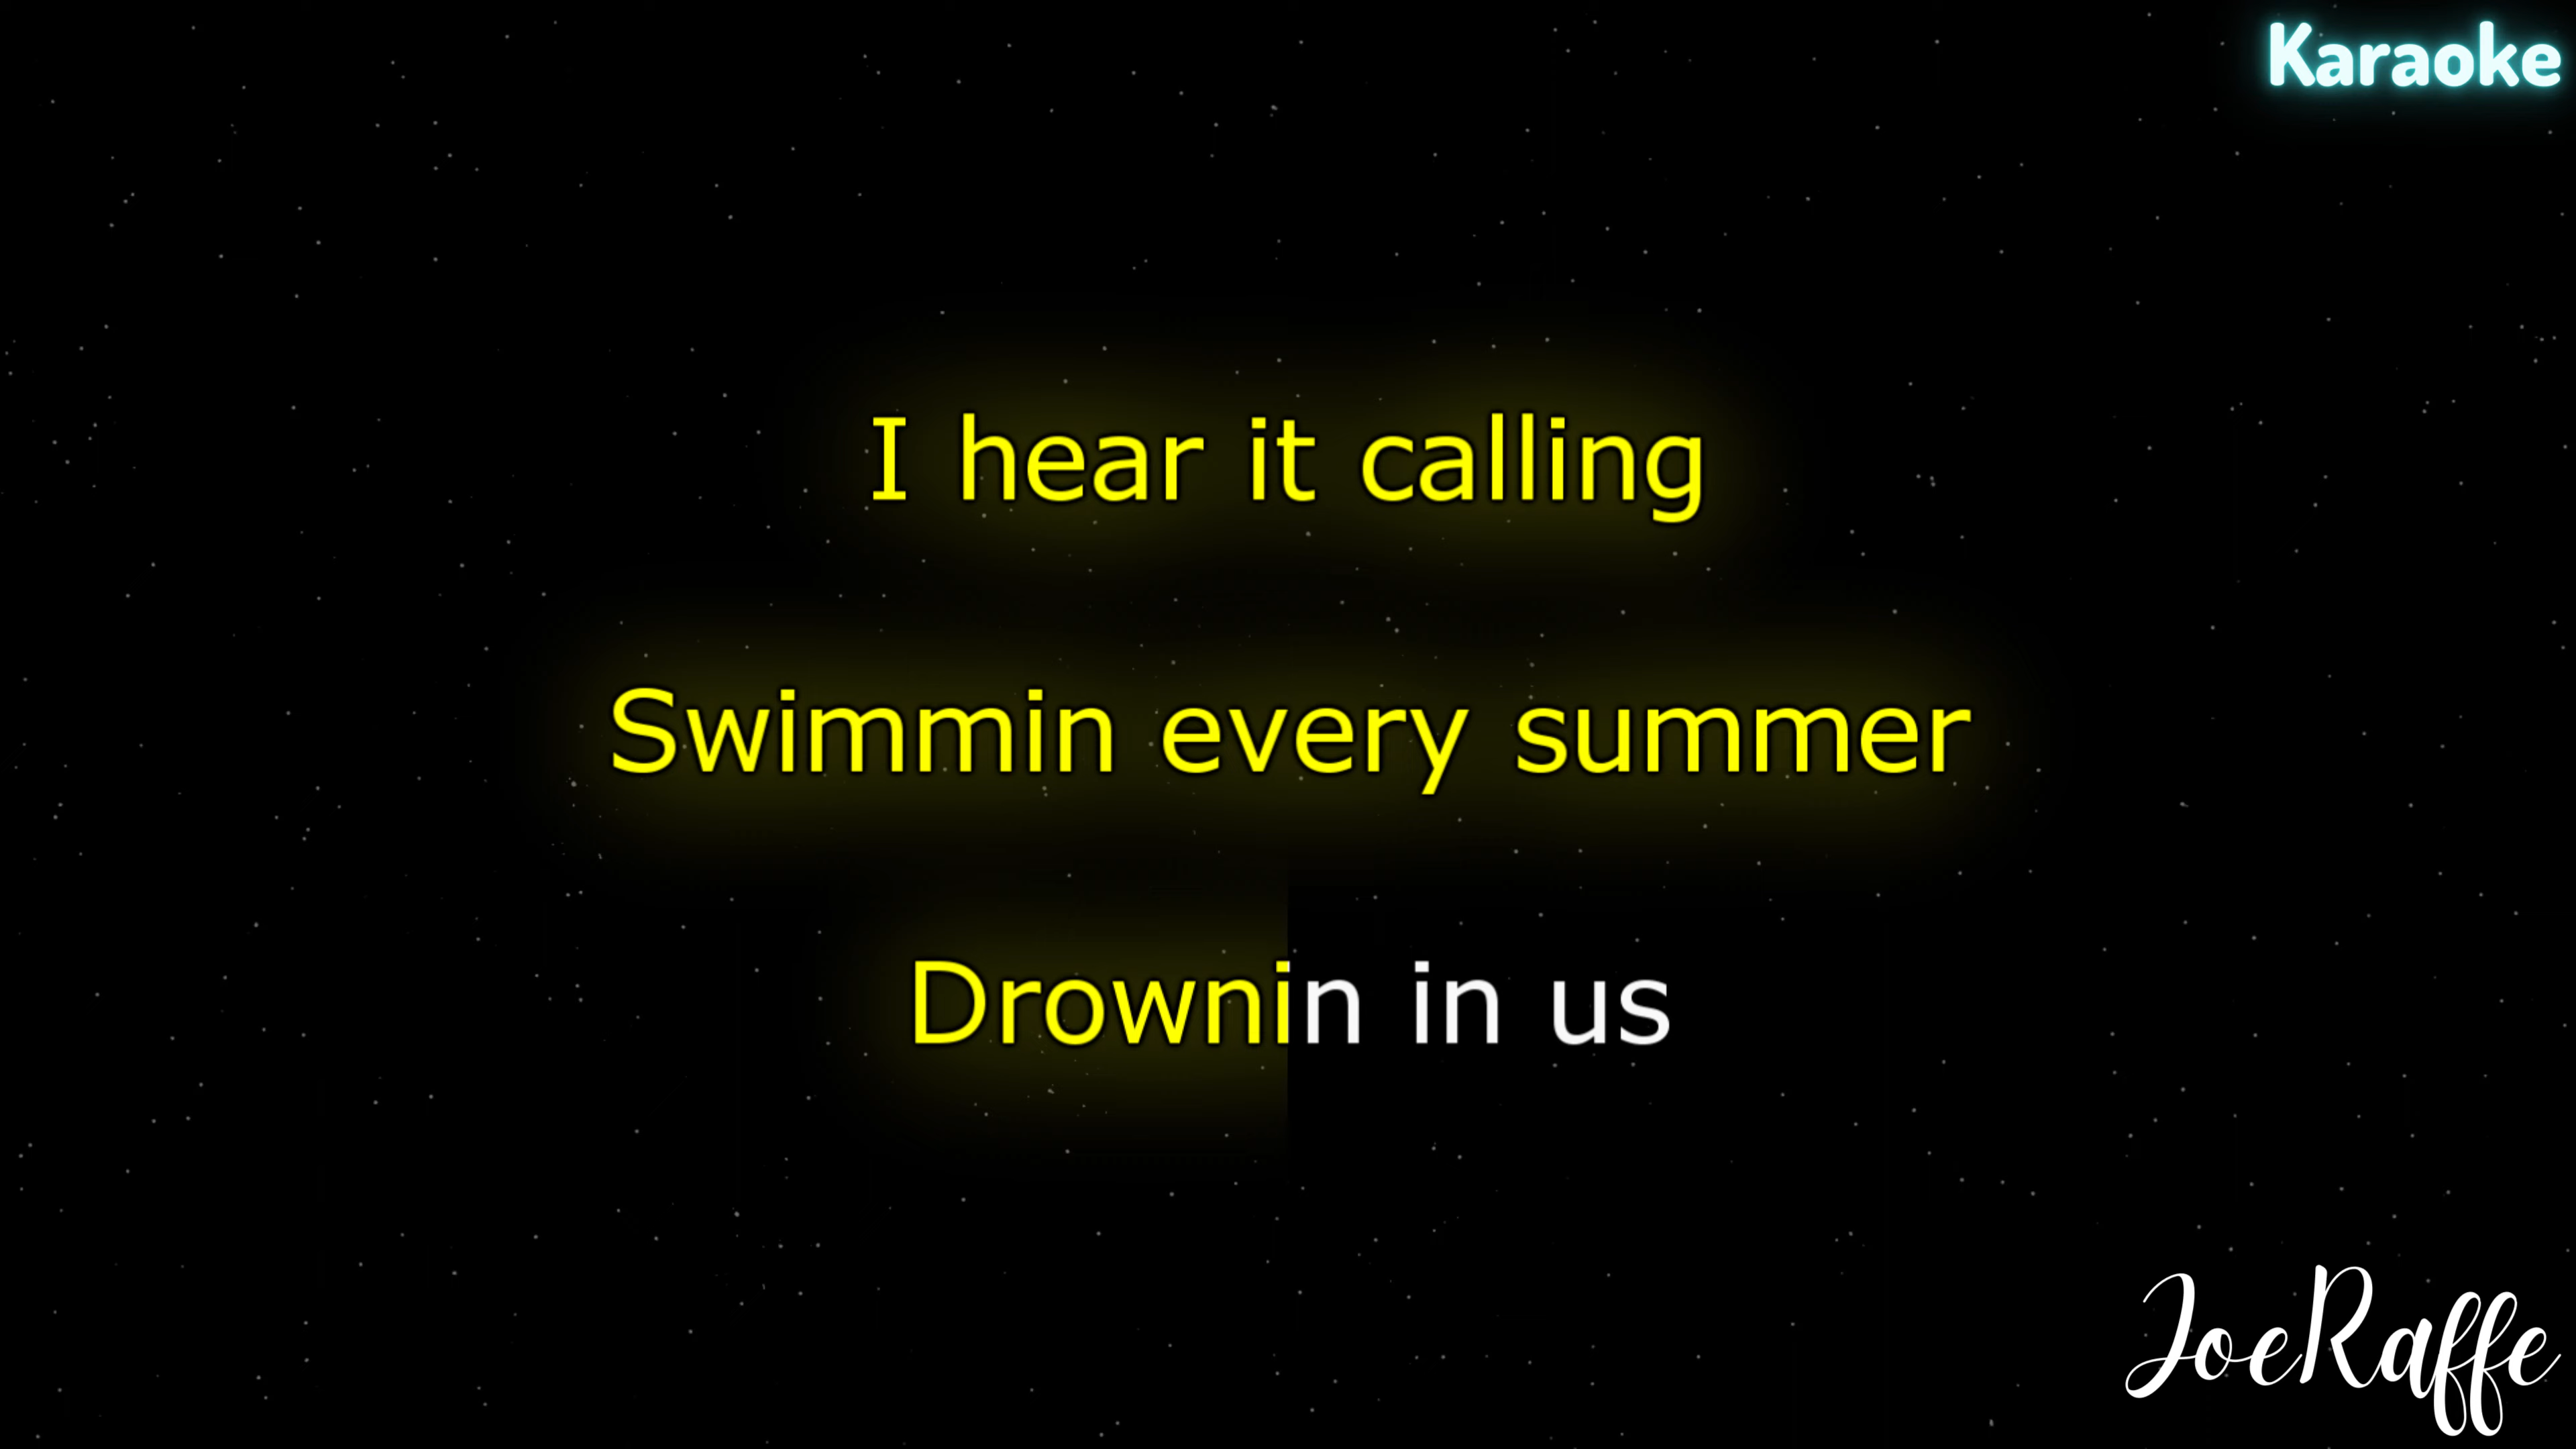 Karaoke
I hear it calling
Swimmin every summer
Drownin in us
JoeRaffe